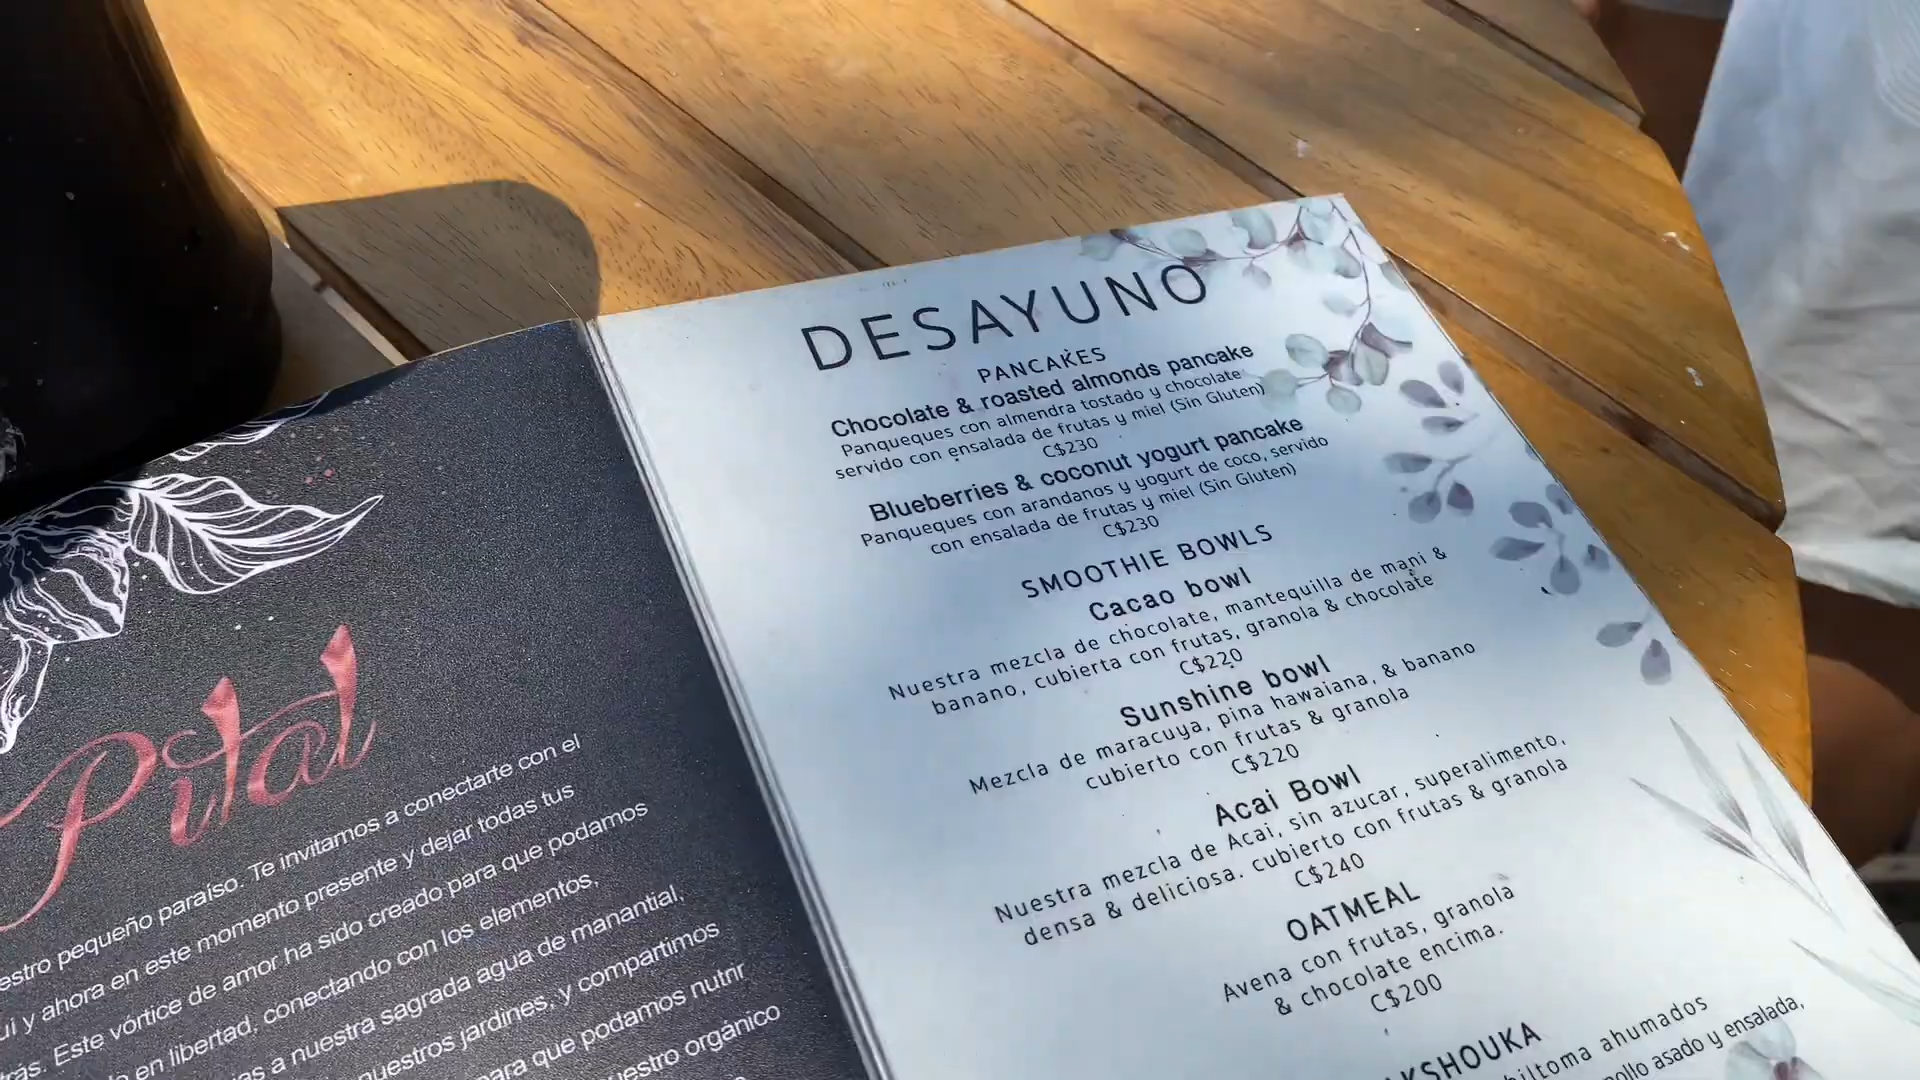 Pital
estro pequeño paraíso. Te invitamos a conectarte con el
y ahora en este momento presente y dejar todas tus
trás. Este vórtice de amor ha sido creado para que podamos
en libertad, conectando con los elementos,
a nuestra sagrada agua de manantial,
nuestros jardines, y compartimos
para que podamos nutrir
uestro orgánico
DESAYUNO
PANCAKES
Chocolate & roasted almonds pancake
Panqueques con almendra tostado y chocolate
servido con ensalada de frutas y miel (Sin Gluten)
C$230
Blueberries & coconut yogurt pancake
Panqueques con arandanos y yogurt de coco, servido
con ensalada de frutas y miel (Sin Gluten)
C$230
SMOOTHIE BOWLS
Cacao bowl
Nuestra mezcla de chocolate, mantequilla de mani &
banano, cubierta con frutas, granola & chocolate
C$220
Sunshine bowl
Mezcla de maracuya, pina hawaiana, & banano
cubierto con frutas & granola
C$220
Acai Bowl
Nuestra mezcla de Acai, sin azucar, superalimento,
densa & deliciosa. cubierto con frutas & granola
C$240
OATMEAL
Avena con frutas, granola
& chocolate encima.
C$200
KSHOUKA
hiltoma ahumados
pollo asado y ensalada,